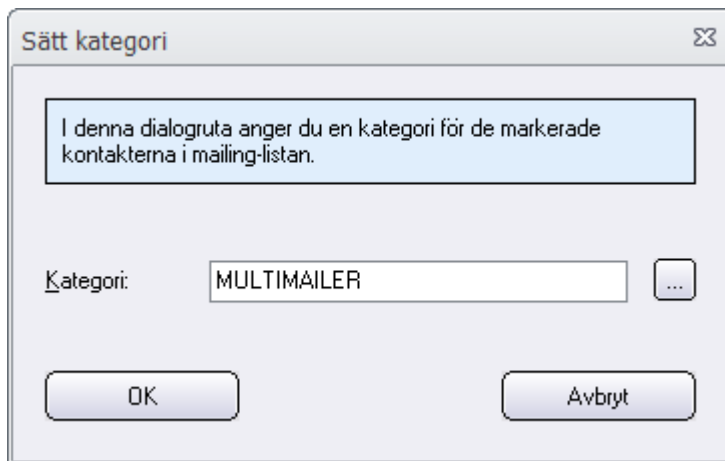 Sätt kategori
I denna dialogruta anger du en kategori för de markerade
kontakterna i mailing-listan.
Kategori: MULTIMAILER ...
OK Avbryt